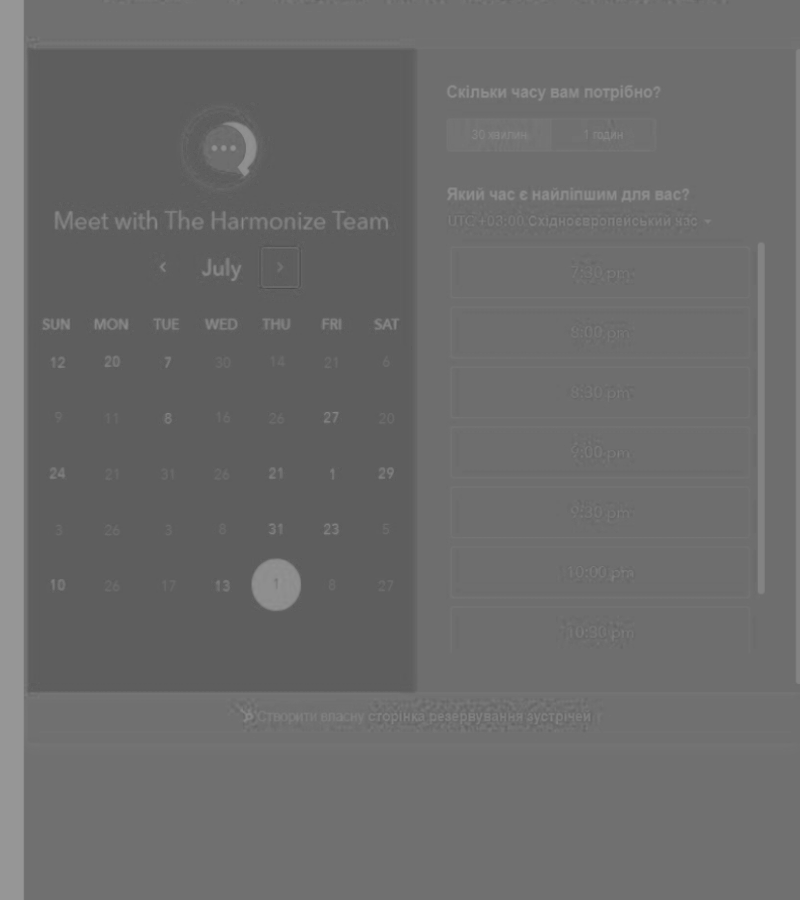 Meet with The Harmonize Team
July
SUN MON TUE WED THU FRI SAT
12 20 7 30 14 21 6
9 11 8 16 26 27 20
24 21 31 26 21 1 29
3 26 3 8 31 23 5
10 26 17 13 1 8 27
Скільки часу вам потрібно?
30 хвилин 1 годин
Який час є найліпшим для вас?
UTC +03:00 Східноєвропейський час
7:30 pm
8:00 pm
8:30 pm
9:00 pm
9:30 pm
10:00 pm
10:30 pm
Створити власну сторінка резервування зустрічей